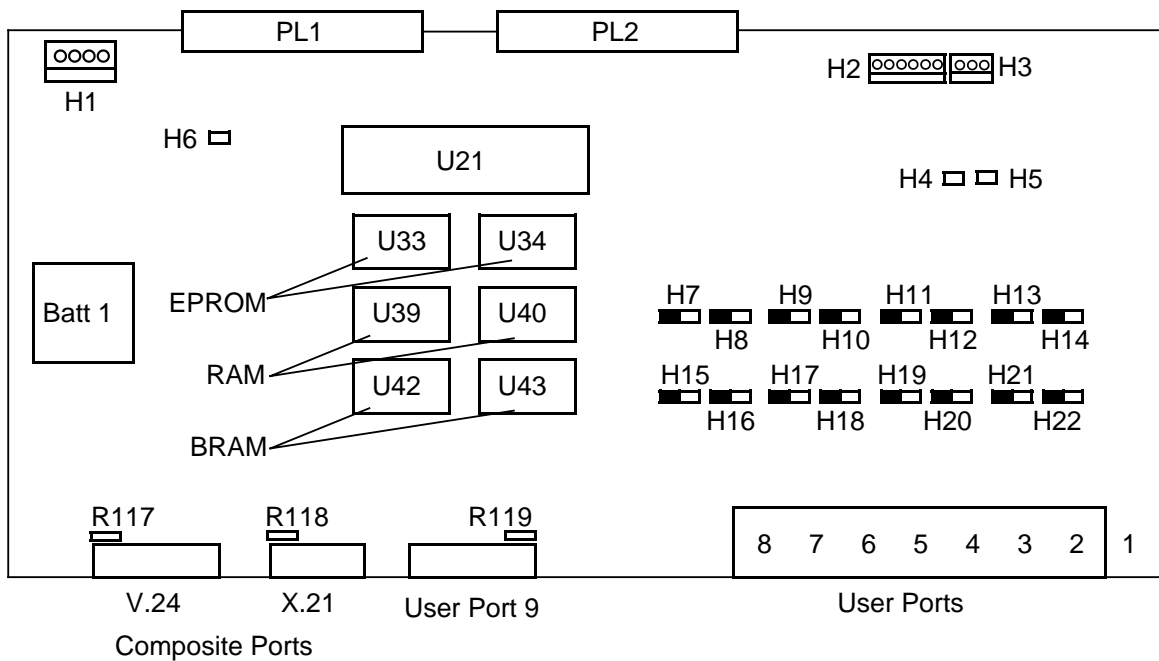 PL1 PL2
H1
H2 H3
H6
U21
H4 H5
U33 U34
EPROM
Batt 1
U39 U40
RAM
U42 U43
BRAM
H7 H9 H11 H13
H8 H10 H12 H14
H15 H17 H19 H21
H16 H18 H20 H22
R117 R118 R119
8 7 6 5 4 3 2 1
V.24 X.21 User Port 9 User Ports
Composite Ports